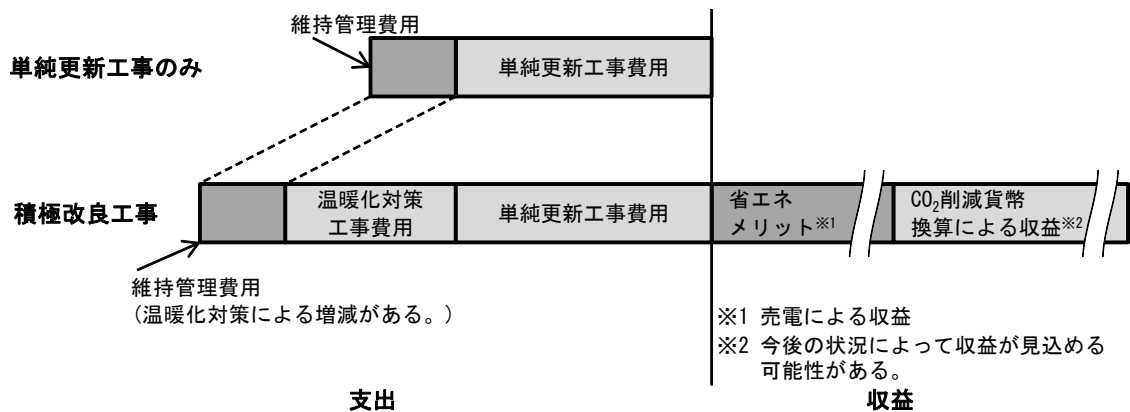 維持管理費用
単純更新工事のみ
単純更新工事費用
積極改良工事
温暖化対策
工事費用
単純更新工事費用
省エネ
メリット※1
CO₂削減貨幣
換算による収益※2
維持管理費用
（温暖化対策による増減がある。）
※1 売電による収益
※2 今後の状況によって収益が見込める
可能性がある。
支出
収益